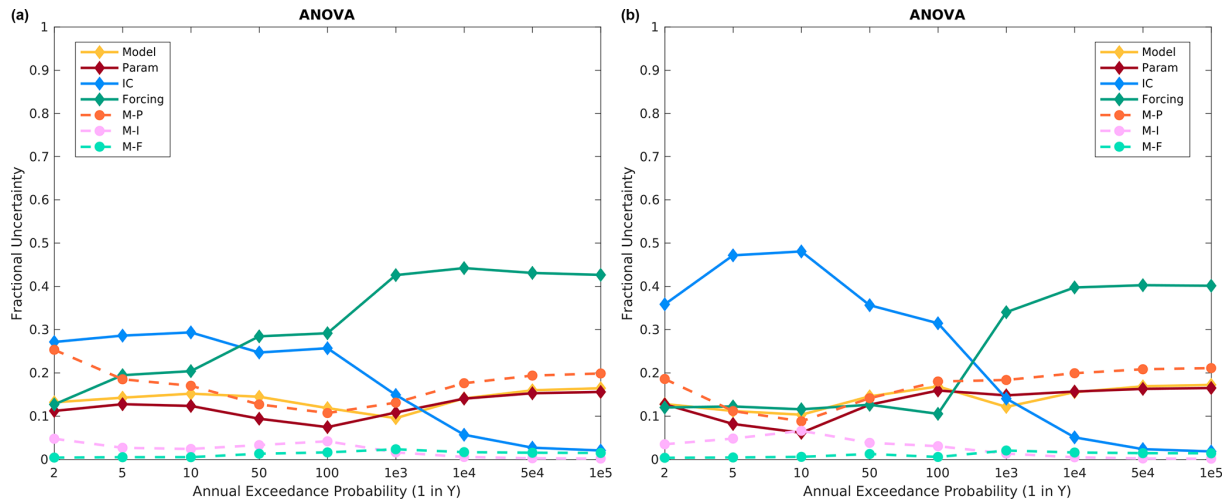 (a)
ANOVA
1
0.9
0.8
0.7
0.6
0.5
0.4
0.3
0.2
0.1
0
Fractional Uncertainty
Model
Param
IC
Forcing
M-P
M-I
M-F
2 5 10 50 100 1e3 1e4 5e4 1e5
Annual Exceedance Probability (1 in Y)
(b)
ANOVA
1
0.9
0.8
0.7
0.6
0.5
0.4
0.3
0.2
0.1
0
Fractional Uncertainty
Model
Param
IC
Forcing
M-P
M-I
M-F
2 5 10 50 100 1e3 1e4 5e4 1e5
Annual Exceedance Probability (1 in Y)